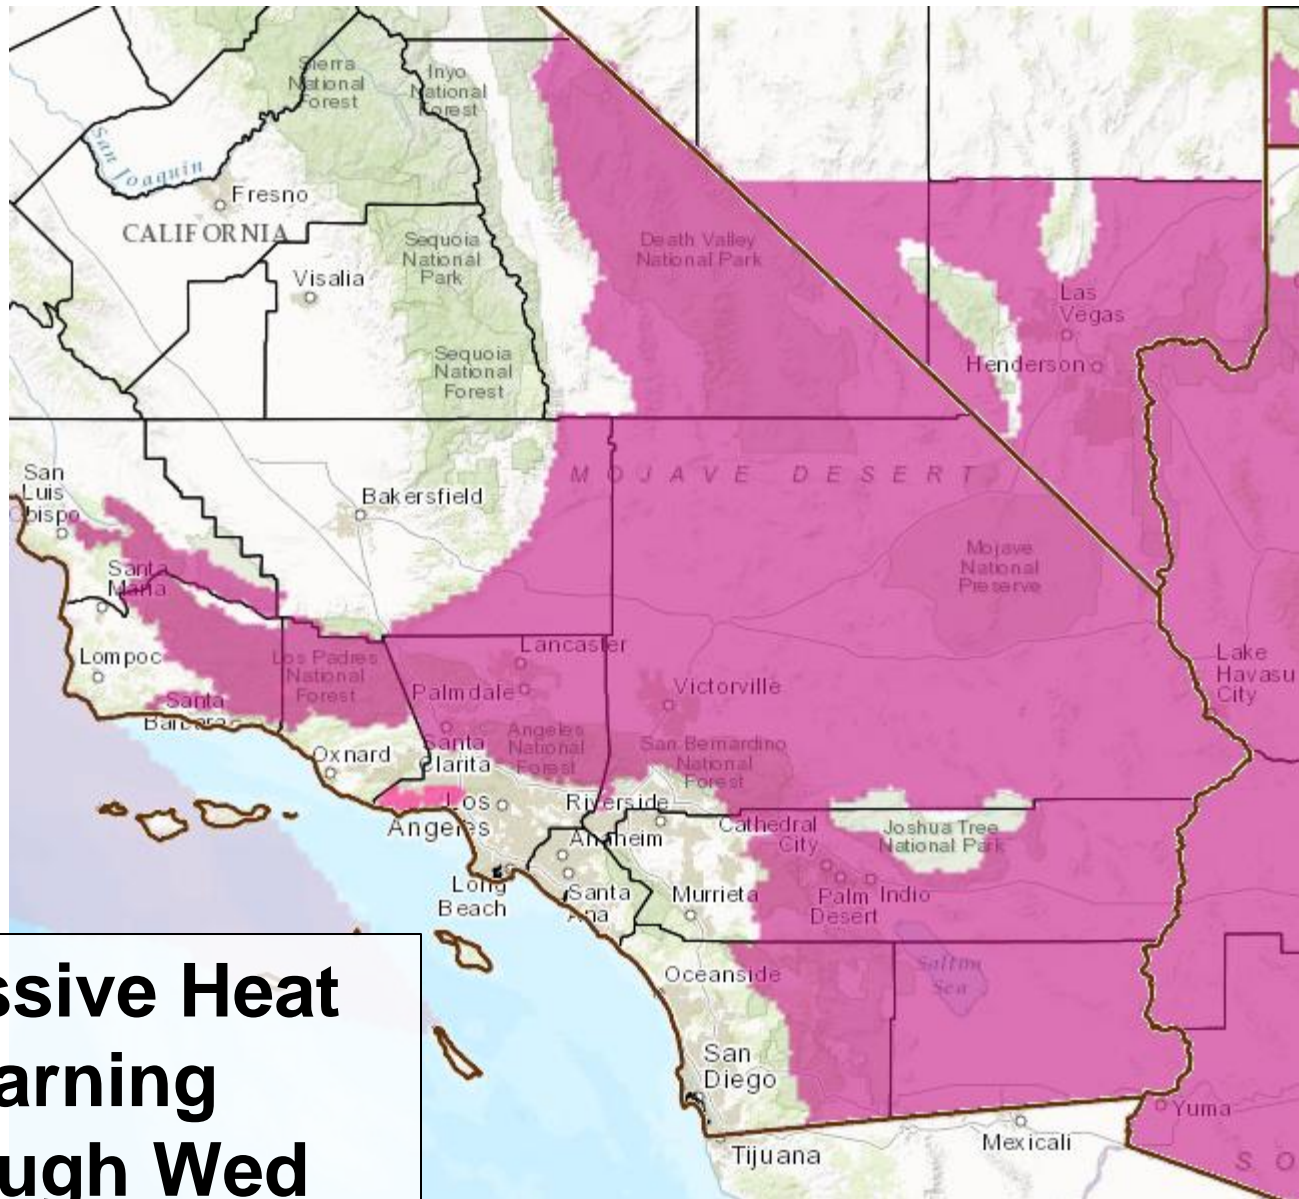 Sierra
National
Forest
Inyo
National
Forest
San Joaquin
Fresno
CALIFORNIA
Visalia
Sequoia
National
Park
Sequoia
National
Forest
Death Valley
National Park
Las
Vegas
Henderson
MOJAVE DESERT
San
Luis
Obispo
Bakersfield
Mojave
National
Preserve
Santa
Maria
Lompoc
Los Padres
National
Forest
Lancaster
Palmdale
Victorville
Lake
Havasu
City
Santa
Barbara
Oxnard
Santa
Clarita
Angeles
National
Forest
San Bernardino
National
Forest
Los
Angeles
Riverside
Anaheim
Cathedral
City
Joshua Tree
National Park
Long
Beach
Santa
Ana
Murrieta
Palm
Desert
Indio
Oceanside
Salton
Sea
San
Diego
Yuma
Tijuana
Mexicali
S O
ssive Heat
arning
ugh Wed